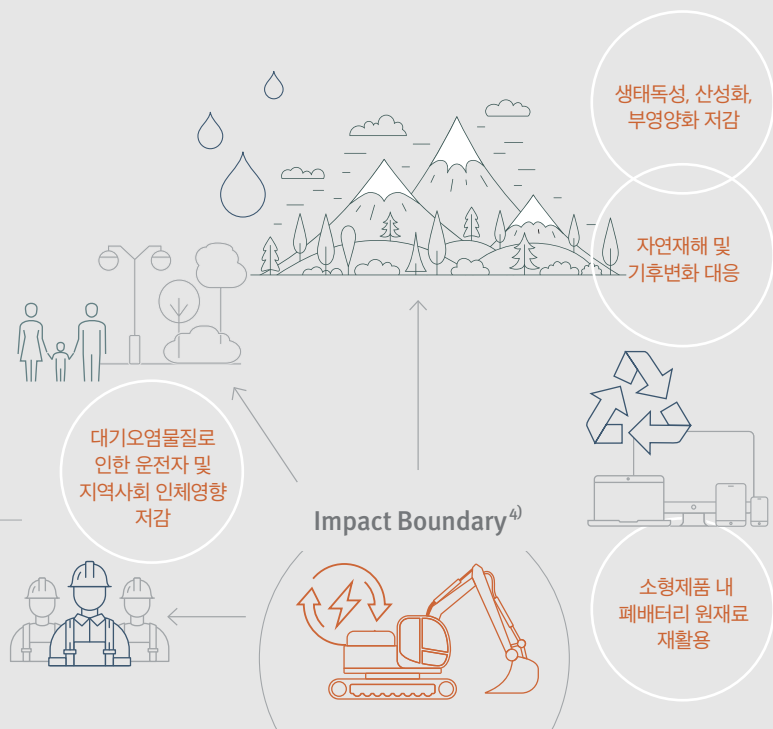 생태독성, 산성화,
부영양화 저감
자연재해 및
기후변화 대응
대기오염물질로
인한 운전자 및
지역사회 인체영향
저감
Impact Boundary4)
소형제품 내
폐배터리 원재료
재활용